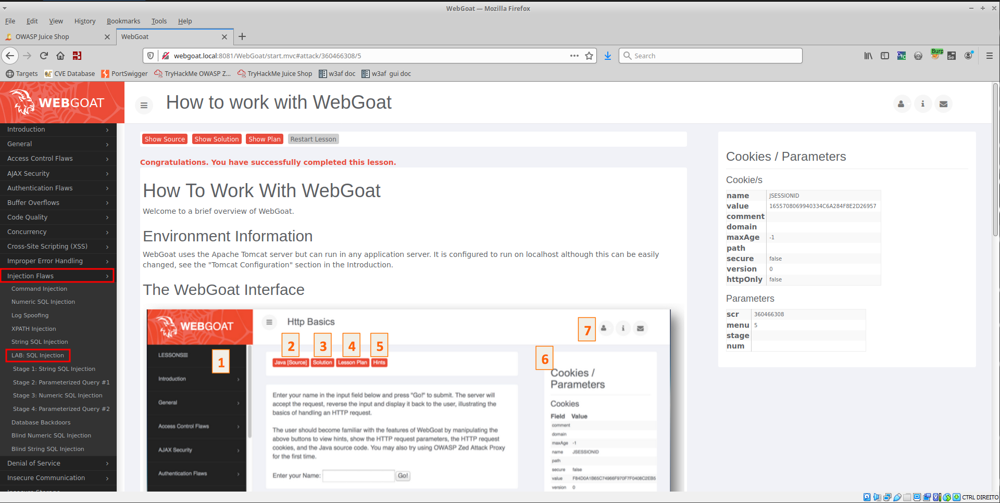 WebGoat — Mozilla Firefox
File Edit View History Bookmarks Tools Help
OWASP Juice Shop
WebGoat
webgoat.local:8081/WebGoat/start.mvc#attack/360466308/5
Search
Burp
Se
Targets CVE Database PortSwigger TryHackMe OWASP Z... TryHackMe Juice Shop w3af doc w3af gui doc
WEBGOAT
How to work with WebGoat
Introduction
General
Access Control Flaws
AJAX Security
Authentication Flaws
Buffer Overflows
Code Quality
Concurrency
Cross-Site Scripting (XSS)
Improper Error Handling
Injection Flaws
Command Injection
Numeric SQL Injection
Log Spoofing
XPATH Injection
String SQL Injection
LAB: SQL Injection
Stage 1: String SQL Injection
Stage 2: Parameterized Query #1
Stage 3: Numeric SQL Injection
Stage 4: Parameterized Query #2
Database Backdoors
Blind Numeric SQL Injection
Blind String SQL Injection
Denial of Service
Insecure Communication
Insecure Storage
Show Source Show Solution Show Plan Restart Lesson
Congratulations. You have successfully completed this lesson.
How To Work With WebGoat
Welcome to a brief overview of WebGoat.
Environment Information
WebGoat uses the Apache Tomcat server but can run in any application server. It is configured to run on localhost although this can be easily
changed, see the "Tomcat Configuration" section in the Introduction.
The WebGoat Interface
WEBGOAT
Http Basics
7
2 3 4 5
Java [Source] Solution Lesson Plan Hints
1
6
LESSONS
Introduction
General
Access Control Flaws
AJAX Security
Authentication Flaws
Enter your name in the input field below and press "Go!" to submit. The server will
accept the request, reverse the input and display it back to the user, illustrating the
basics of handling an HTTP request.
The user should become familiar with the features of WebGoat by manipulating the
above buttons to view hints, show the HTTP request parameters, the HTTP request
cookies, and the Java source code. You may also try using OWASP Zed Attack Proxy
for the first time.
Enter your Name: Go!
Cookies /
Parameters
Cookies
Field Value
comment
domain
maxAge -1
name JSESSIONID
path
secure false
value F84D0A1B65C74966F970F7F0408C2EB5
version 0
Cookies / Parameters
Cookie/s
name JSESSIONID
value 1655708069940334C6A284F8E2D26957
comment
domain
maxAge -1
path
secure false
version 0
httpOnly false
Parameters
scr 360466308
menu 5
stage
num
CTRL DIREITO